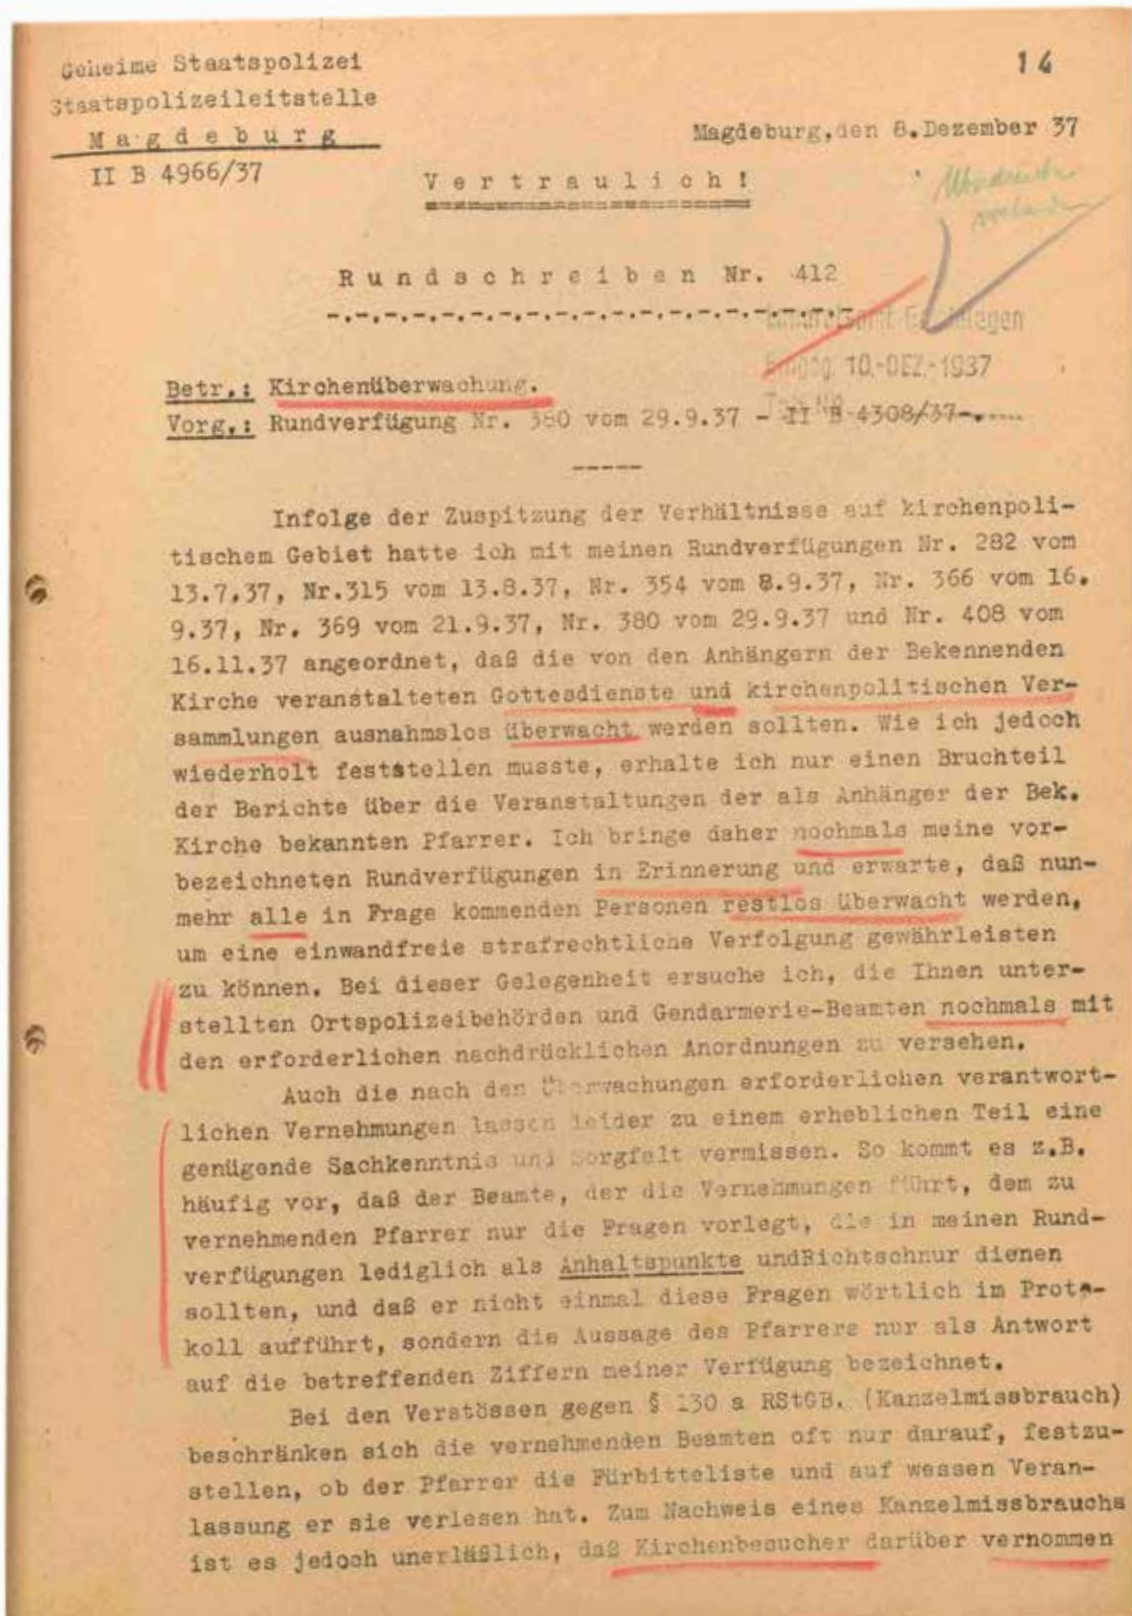 Geheime Staatspolizei
Staatspolizeileitstelle
Magdeburg
II B 4966/37
14
Magdeburg,den 8.Dezember 37
Vertraulich!
Rundschreiben Nr. 412
Eingang 10.-DEZ.-1937
Betr.: Kirchenüberwachung.
Vorg.: Rundverfügung Nr. 380 vom 29.9.37 - II B 4308/37-.....
-----
Infolge der Zuspitzung der Verhältnisse auf kirchenpoli-
tischem Gebiet hatte ich mit meinen Rundverfügungen Nr. 282 vom
13.7.37, Nr.315 vom 13.8.37, Nr. 354 vom 8.9.37, Nr. 366 vom 16.
9.37, Nr. 369 vom 21.9.37, Nr. 380 vom 29.9.37 und Nr. 408 vom
16.11.37 angeordnet, daß die von den Anhängern der Bekennenden
Kirche veranstalteten Gottesdienste und kirchenpolitischen Ver-
sammlungen ausnahmslos überwacht werden sollten. Wie ich jedoch
wiederholt feststellen musste, erhalte ich nur einen Bruchteil
der Berichte über die Veranstaltungen der als Anhänger der Bek.
Kirche bekannten Pfarrer. Ich bringe daher nochmals meine vor-
bezeichneten Rundverfügungen in Erinnerung und erwarte, daß nun-
mehr alle in Frage kommenden Personen restlos überwacht werden,
um eine einwandfreie strafrechtliche Verfolgung gewährleisten
zu können. Bei dieser Gelegenheit ersuche ich, die Ihnen unter-
stellten Ortspolizeibehörden und Gendarmerie-Beamten nochmals mit
den erforderlichen nachdrücklichen Anordnungen zu versehen.
Auch die nach den Überwachungen erforderlichen verantwort-
lichen Vernehmungen lassen leider zu einem erheblichen Teil eine
genügende Sachkenntnis und Sorgfalt vermissen. So kommt es z.B.
häufig vor, daß der Beamte, der die Vernehmungen führt, dem zu
vernehmenden Pfarrer nur die Fragen vorlegt, die in meinen Rund-
verfügungen lediglich als Anhaltspunkte undRichtschnur dienen
sollten, und daß er nicht einmal diese Fragen wörtlich im Proto-
koll aufführt, sondern die Aussage des Pfarrers nur als Antwort
auf die betreffenden Ziffern meiner Verfügung bezeichnet.
Bei den Verstössen gegen § 130 a RStGB. (Kanzelmissbrauch)
beschränken sich die vernehmenden Beamten oft nur darauf, festzu-
stellen, ob der Pfarrer die Fürbitteliste und auf wessen Veran-
lassung er sie verlesen hat. Zum Nachweis eines Kanzelmissbrauchs
ist es jedoch unerläßlich, daß Kirchenbesucher darüber vernommen